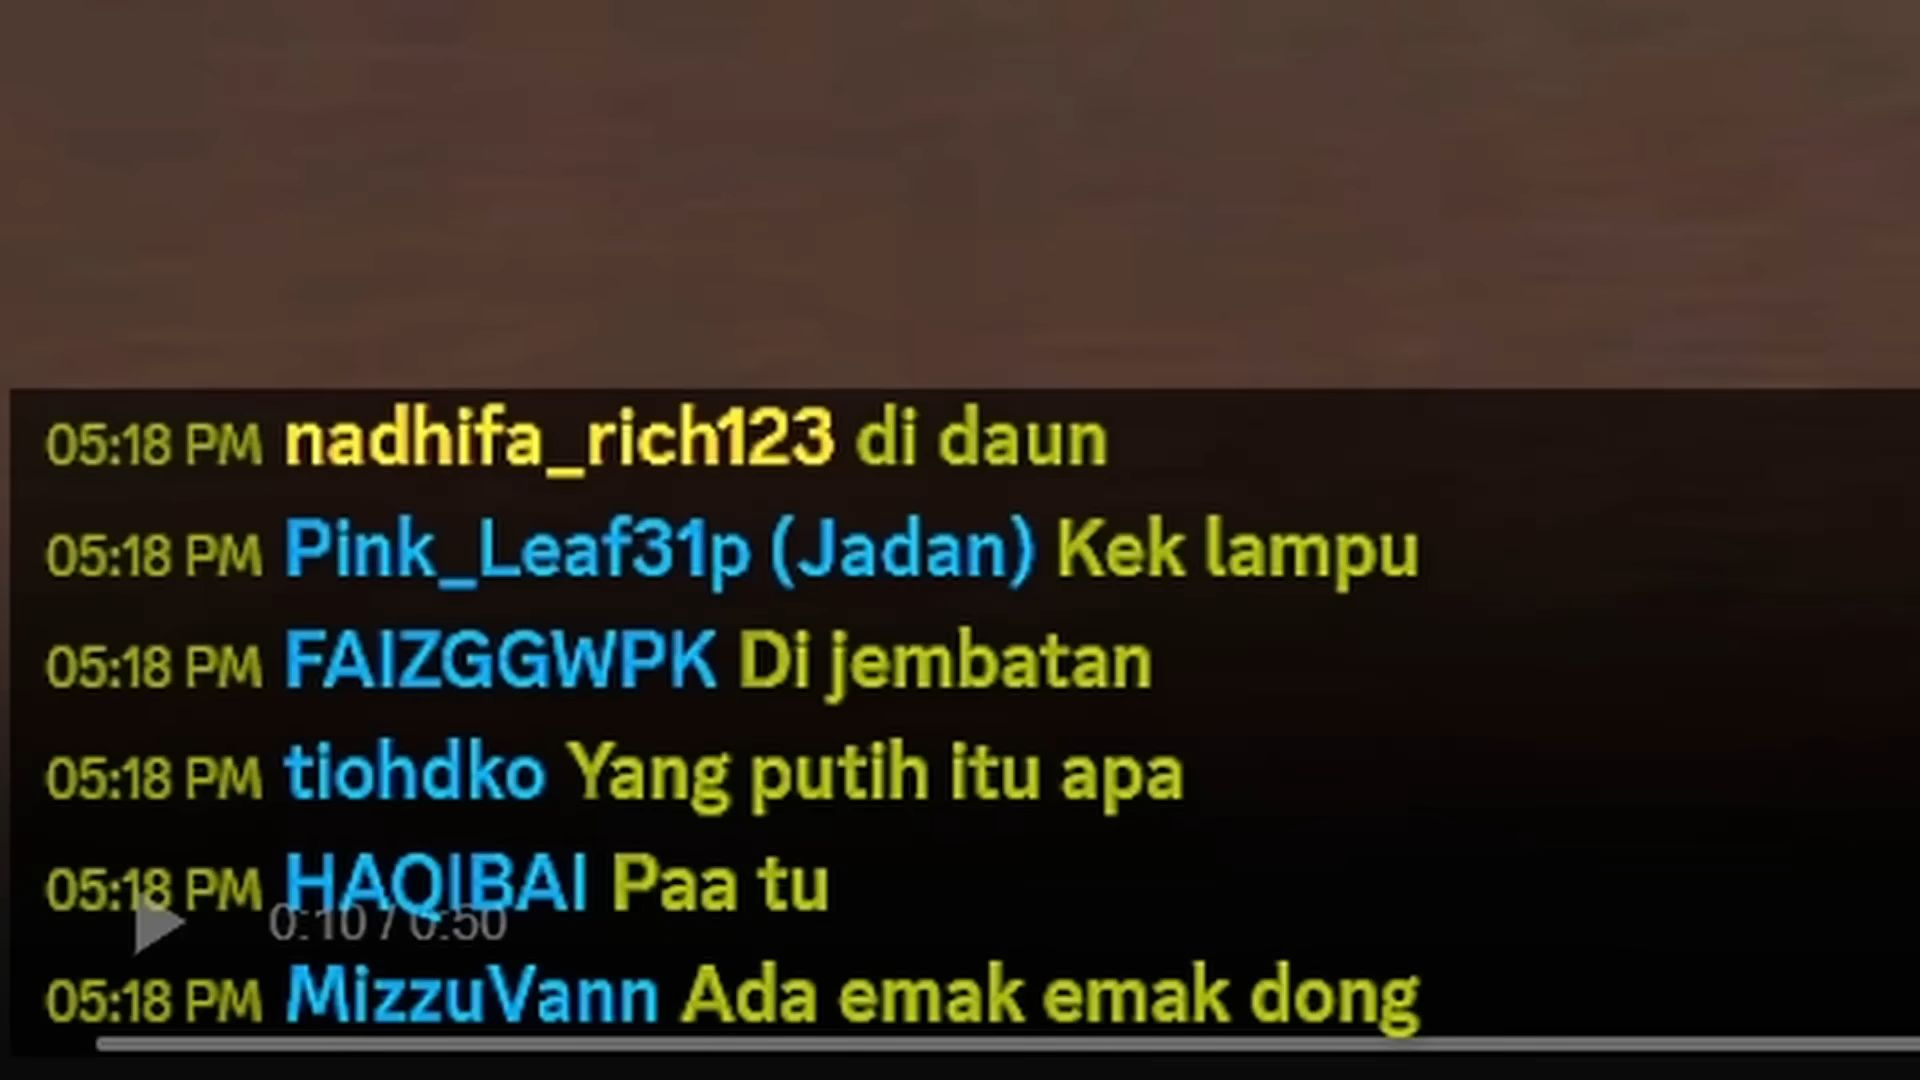 05:18 PM nadhifa_rich123 di daun
05:18 PM Pink_Leaf31p (Jadan) Kek lampu
05:18 PM FAIZGGWPK Di jembatan
05:18 PM tiohdko Yang putih itu apa
05:18 PM HAQIBAI Paa tu
0:10 / 0:50
05:18 PM MizzuVann Ada emak emak dong